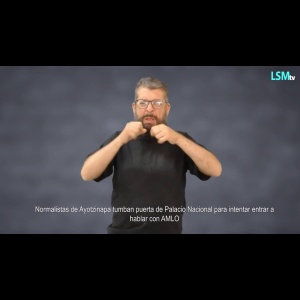 LSMtv
Normalistas de Ayotzinapa tumban puerta de Palacio Nacional para intentar entrar a
hablar con AMLO